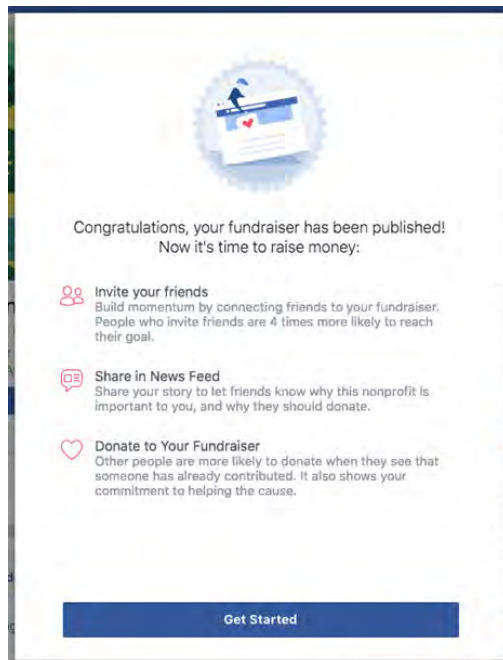 Congratulations, your fundraiser has been published!
Now it's time to raise money:
Invite your friends
Build momentum by connecting friends to your fundraiser.
People who invite friends are 4 times more likely to reach
their goal.
Share in News Feed
Share your story to let friends know why this nonprofit is
important to you, and why they should donate.
Donate to Your Fundraiser
Other people are more likely to donate when they see that
someone has already contributed. It also shows your
commitment to helping the cause.
Get Started